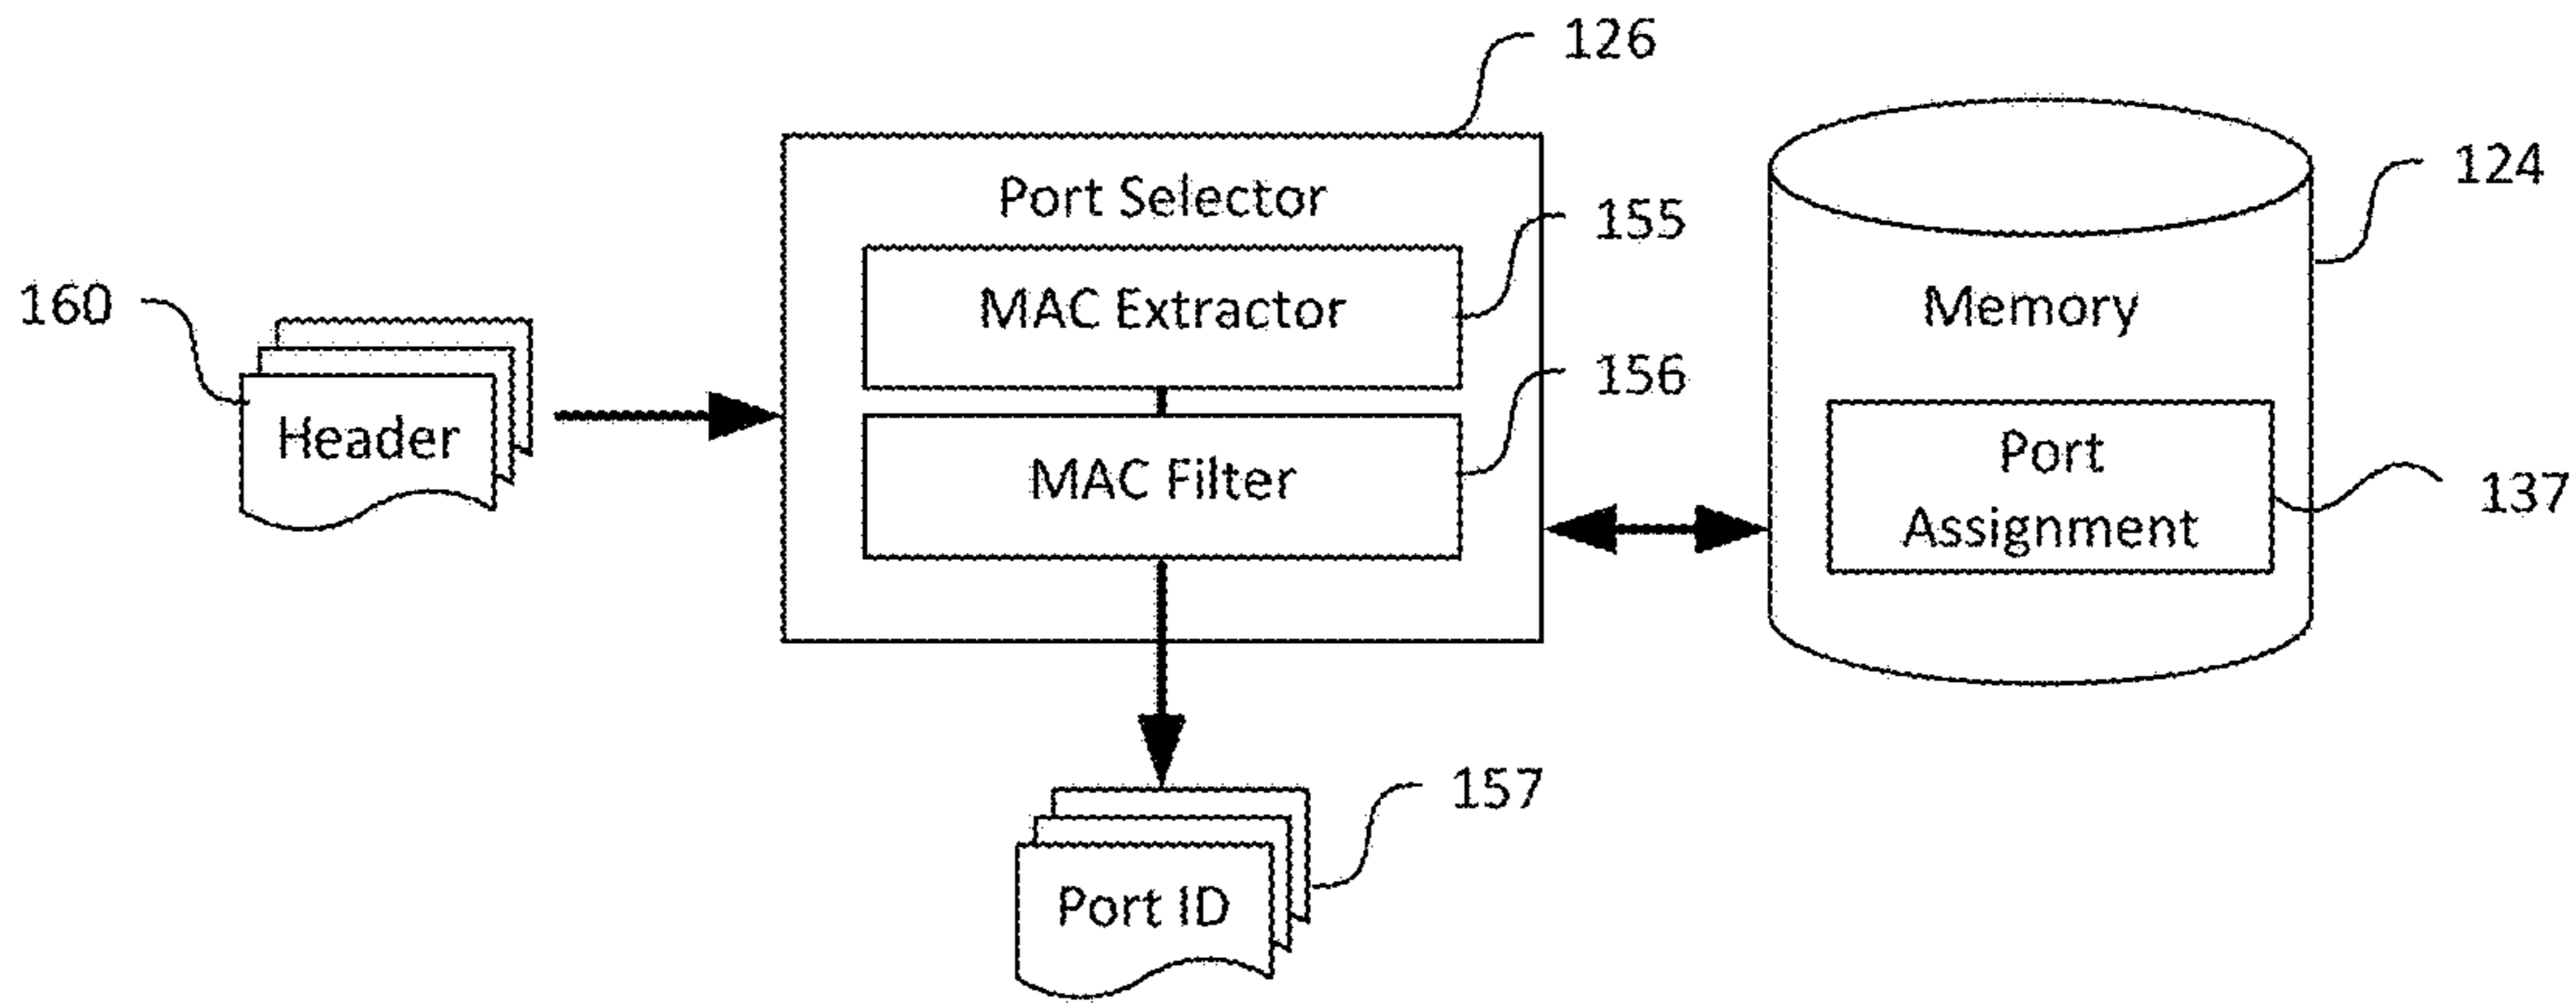 126
Port Selector
155
MAC Extractor
156
MAC Filter
160
Header
124
Memory
Port
Assignment
137
157
Port ID